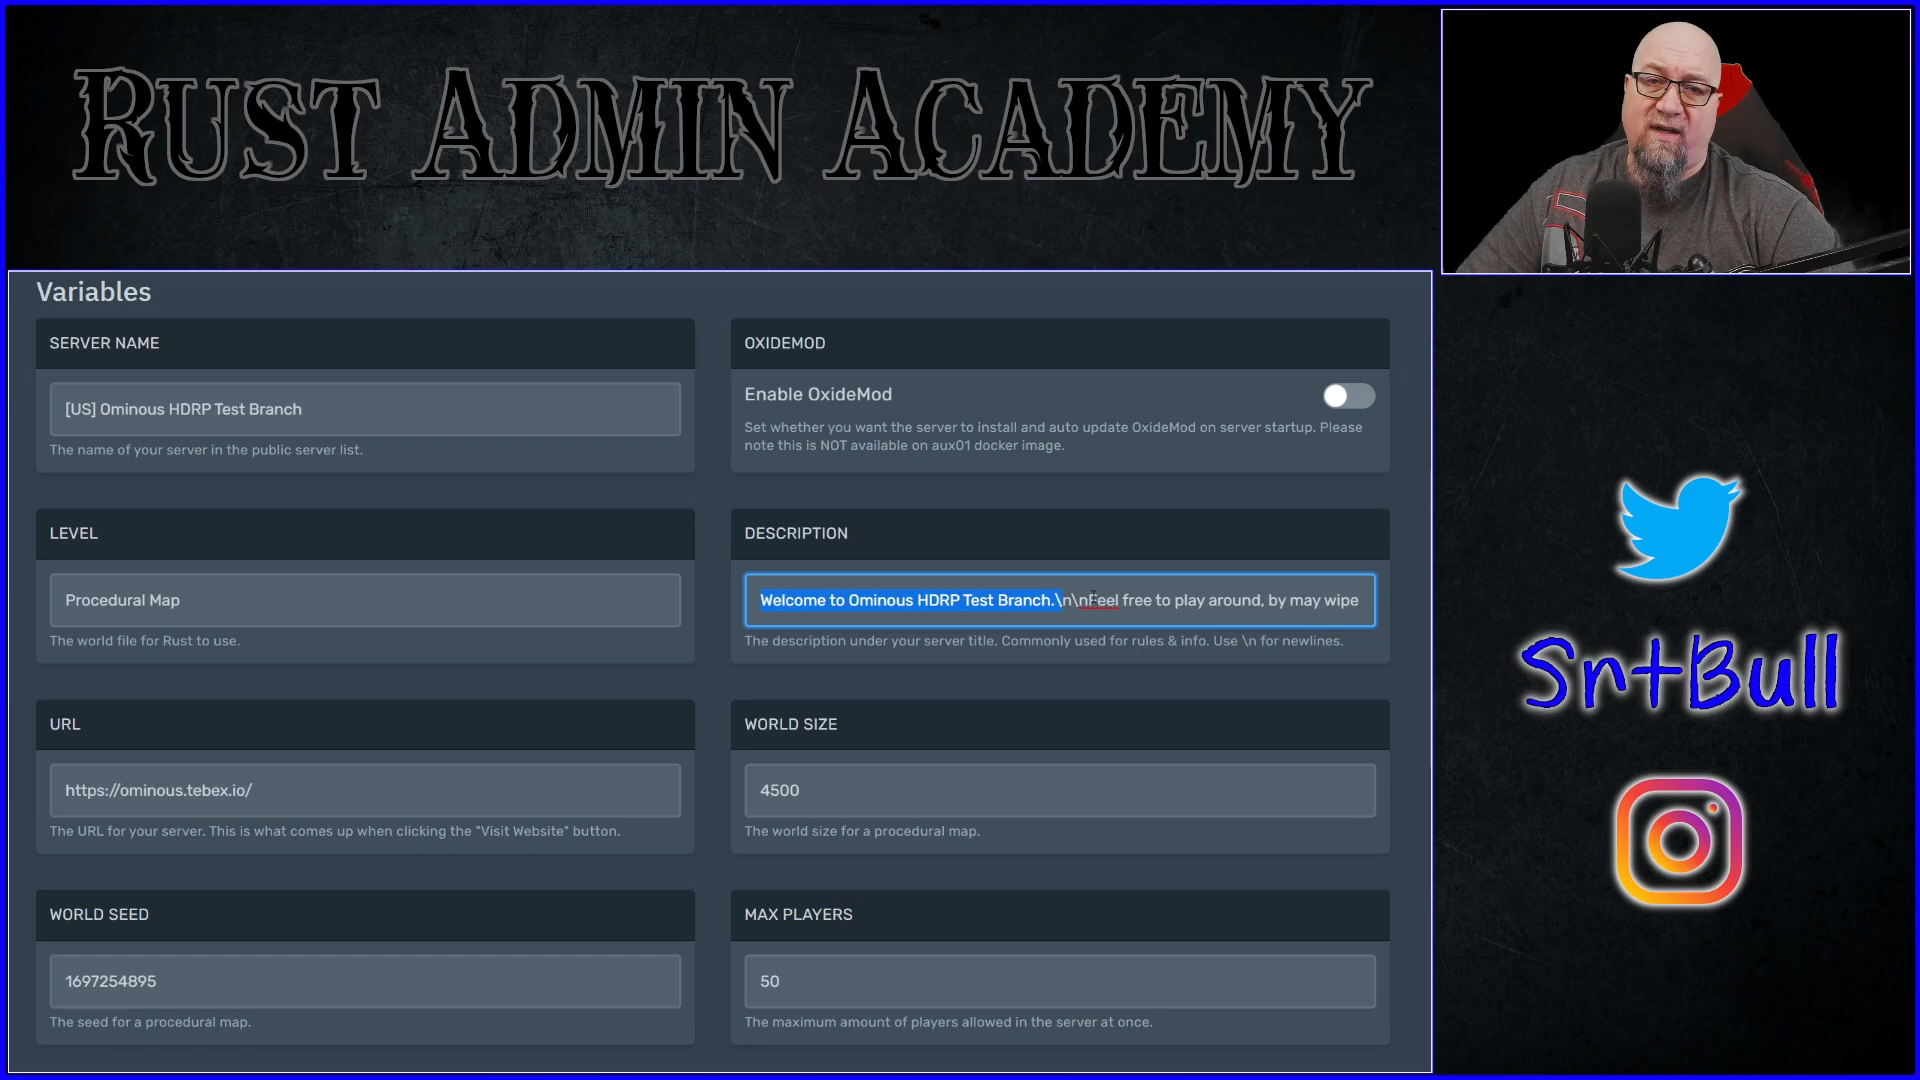 Rust Admin Academy
Variables
SERVER NAME
[US] Ominous HDRP Test Branch
The name of your server in the public server list.
OXIDEMOD
Enable OxideMod
Set whether you want the server to install and auto update OxideMod on server startup. Please
note this is NOT available on aux01 docker image.
LEVEL
Procedural Map
The world file for Rust to use.
DESCRIPTION
Welcome to Ominous HDRP Test Branch.\n\nFeel free to play around, by may wipe
The description under your server title. Commonly used for rules & info. Use \n for newlines.
URL
https://ominous.tebex.io/
The URL for your server. This is what comes up when clicking the "Visit Website" button.
WORLD SIZE
4500
The world size for a procedural map.
WORLD SEED
1697254895
The seed for a procedural map.
MAX PLAYERS
50
The maximum amount of players allowed in the server at once.
SntBull